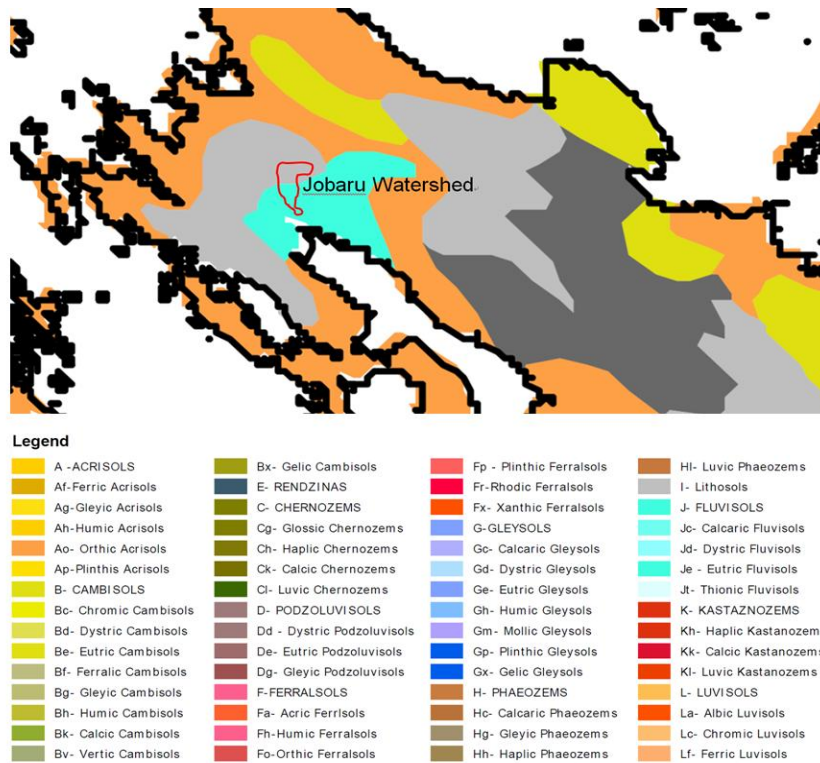 Jobaru Watershed
Legend
A -ACRISOLS
Af-Ferric Acrisols
Ag-Gleyic Acrisols
Ah-Humic Acrisols
Ao- Orthic Acrisols
Ap-Plinthis Acrisols
B- CAMBISOLS
Bc- Chromic Cambisols
Bd- Dystric Cambisols
Be- Eutric Cambisols
Bf- Ferralic Cambisols
Bg- Gleyic Cambisols
Bh- Humic Cambisols
Bk- Calcic Cambisols
Bv- Vertic Cambisols
Bx- Gelic Cambisols
E- RENDZINAS
C- CHERNOZEMS
Cg- Glossic Chernozems
Ch- Haplic Chernozems
Ck- Calcic Chernozems
Cl- Luvic Chernozems
D- PODZOLUVISOLS
Dd - Dystric Podzoluvisols
De- Eutric Podzoluvisols
Dg- Gleyic Podzoluvisols
F-FERRALSOLS
Fa- Acric Ferrlsols
Fh-Humic Ferralsols
Fo-Orthic Ferralsols
Fp - Plinthic Ferralsols
Fr-Rhodic Ferralsols
Fx- Xanthic Ferralsols
G-GLEYSOLS
Gc- Calcaric Gleysols
Gd- Dystric Gleysols
Ge- Eutric Gleysols
Gh- Humic Gleysols
Gm- Mollic Gleysols
Gp- Plinthic Gleysols
Gx- Gelic Gleysols
H- PHAEOZEMS
Hc- Calcaric Phaeozems
Hg- Gleyic Phaeozems
Hh- Haplic Phaeozems
Hl- Luvic Phaeozems
I- Lithosols
J- FLUVISOLS
Jc- Calcaric Fluvisols
Jd- Dystric Fluvisols
Je - Eutric Fluvisols
Jt- Thionic Fluvisols
K- KASTAZNOZEMS
Kh- Haplic Kastanozem
Kk- Calcic Kastanozems
Kl- Luvic Kastanozems
L- LUVISOLS
La- Albic Luvisols
Lc- Chromic Luvisols
Lf- Ferric Luvisols